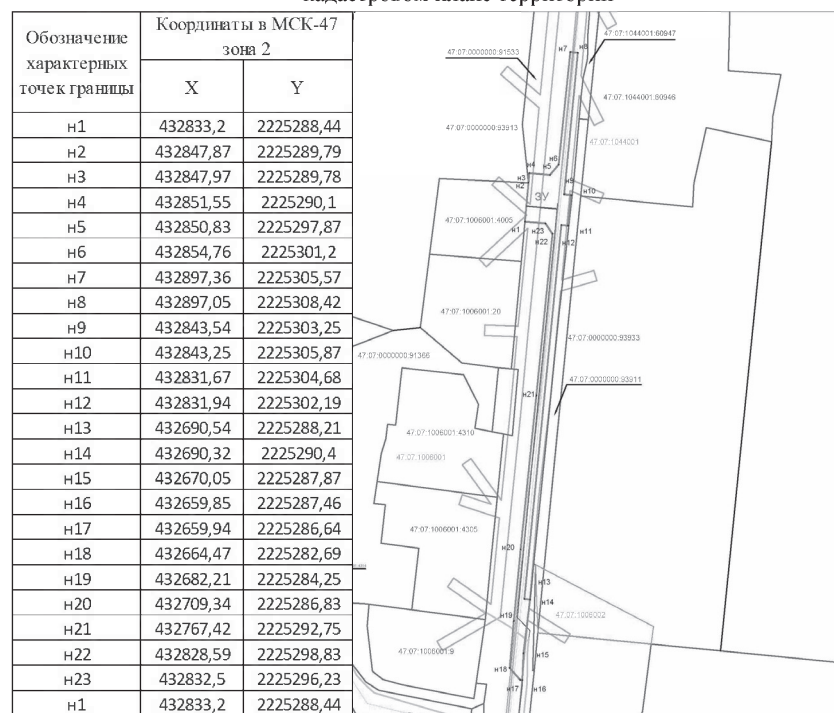 кадастровом плане территории
Обозначение характерных точек границы
Координаты в МСК-47 зона 2
X Y
н1 432833,2 2225288,44
н2 432847,87 2225289,79
н3 432847,97 2225289,78
н4 432851,55 2225290,1
н5 432850,83 2225297,87
н6 432854,76 2225301,2
н7 432897,36 2225305,57
н8 432897,05 2225308,42
н9 432843,54 2225303,25
н10 432843,25 2225305,87
н11 432831,67 2225304,68
н12 432831,94 2225302,19
н13 432690,54 2225288,21
н14 432690,32 2225290,4
н15 432670,05 2225287,87
н16 432659,85 2225287,46
н17 432659,94 2225286,64
н18 432664,47 2225282,69
н19 432682,21 2225284,25
н20 432709,34 2225286,83
н21 432767,42 2225292,75
н22 432828,59 2225298,83
н23 432832,5 2225296,23
н1 432833,2 2225288,44
47:07:1044001:60947
н7
н8
47:07:0000000:91533
47:07:1044001:60946
47:07:0000000:93913
47:07:1044001
н6
н4
н5
н3
н2
н9
н10
ЗУ
47:07:1006001:4005
н1
н23
н11
н22
н12
47:07:1006001:20
47:07:0000000:93933
47:07:0000000:91366
47:07:0000000:93911
н21
47:07:1006001:4310
47:07:1006001
47:07:1006001:4305
н20
н13
н14
н19
47:07:1006002
47:07:1006001:9
н15
н18
н17
н16